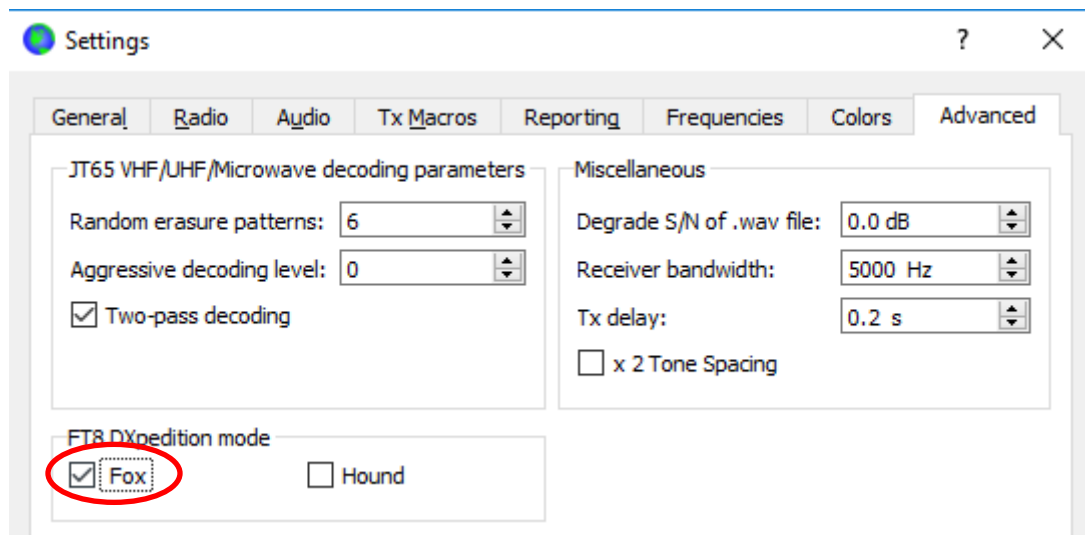 Settings ?
General Radio Audio Tx Macros Reporting Frequencies Colors Advanced
JT65 VHF/UHF/Microwave decoding parameters
Random erasure patterns: 6
Aggressive decoding level: 0
Two-pass decoding
Miscellaneous
Degrade S/N of .wav file: 0.0 dB
Receiver bandwidth: 5000 Hz
Tx delay: 0.2 s
x 2 Tone Spacing
FT8 DXpedition mode
Fox Hound